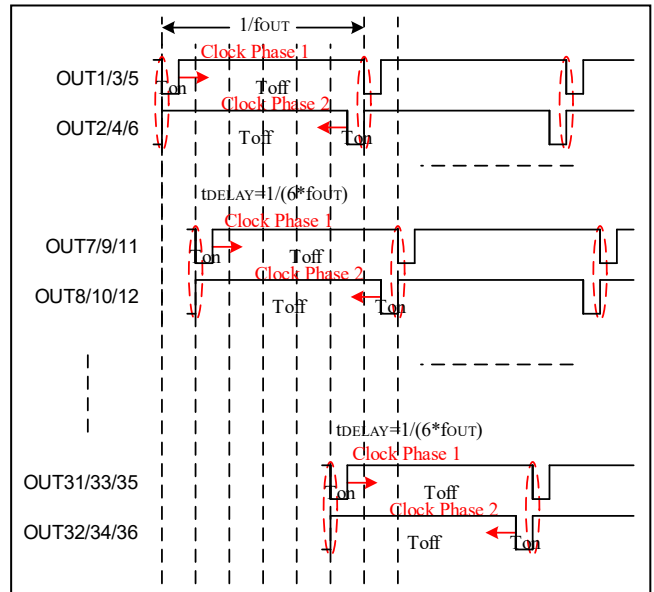 1/fOUT
Clock Phase 1
OUT1/3/5
Ton
Toff
Clock Phase 2
OUT2/4/6
Toff
Ton
tDELAY=1/(6*fOUT)
Clock Phase 1
OUT7/9/11
Ton
Toff
Clock Phase 2
OUT8/10/12
Toff
Ton
tDELAY=1/(6*fOUT)
Clock Phase 1
OUT31/33/35
Ton
Toff
Clock Phase 2
OUT32/34/36
Toff
Ton